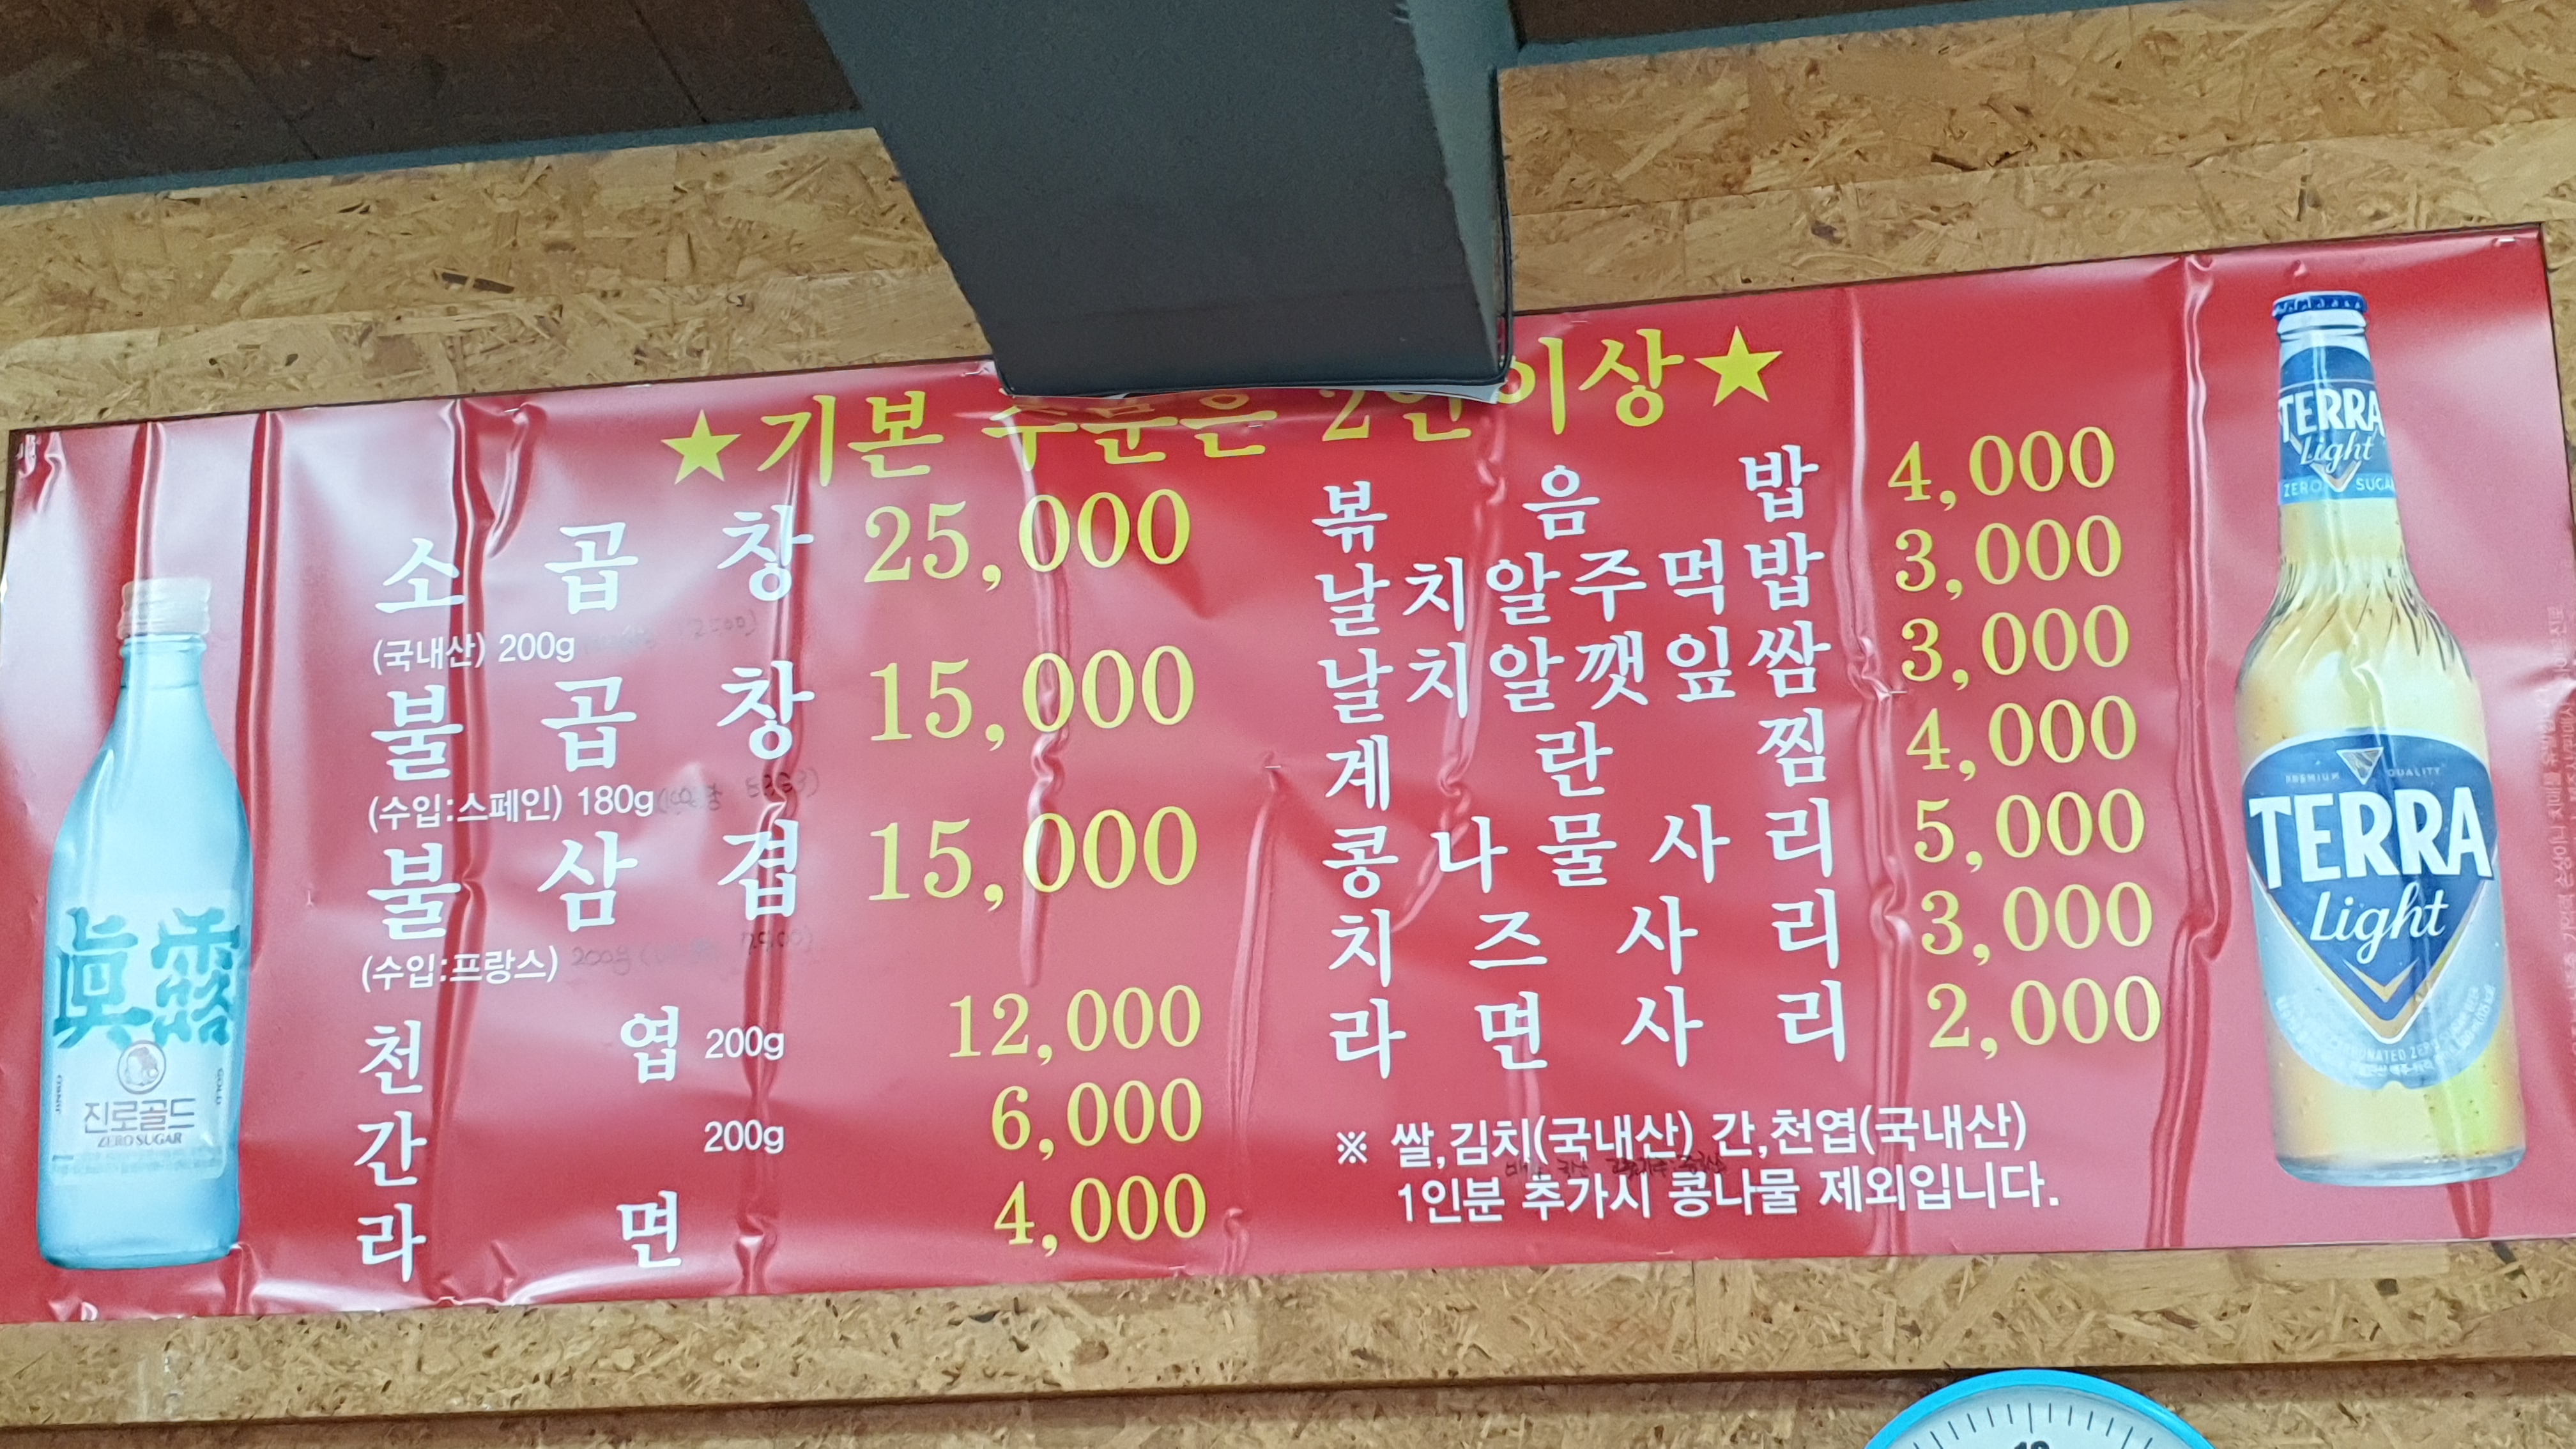 ★기본 주문은 2인이상★
소곱창 25,000
(국내산) 200g
불곱창 15,000
(수입:스페인) 180g
불삼겹 15,000
(수입:프랑스) 200g
천엽 200g 12,000
간 200g 6,000
라면 4,000
볶음밥 4,000
날치알주먹밥 3,000
날치알깻잎쌈 3,000
계란찜 4,000
콩나물사리 5,000
치즈사리 3,000
라면사리 2,000
※ 쌀,김치(국내산) 간,천엽(국내산)
1인분 추가시 콩나물 제외입니다.
眞露
진로골드
ZERO SUGAR
TERRA
Light
ZERO SUGAR
PREMIUM QUALITY
TERRA
Light
12